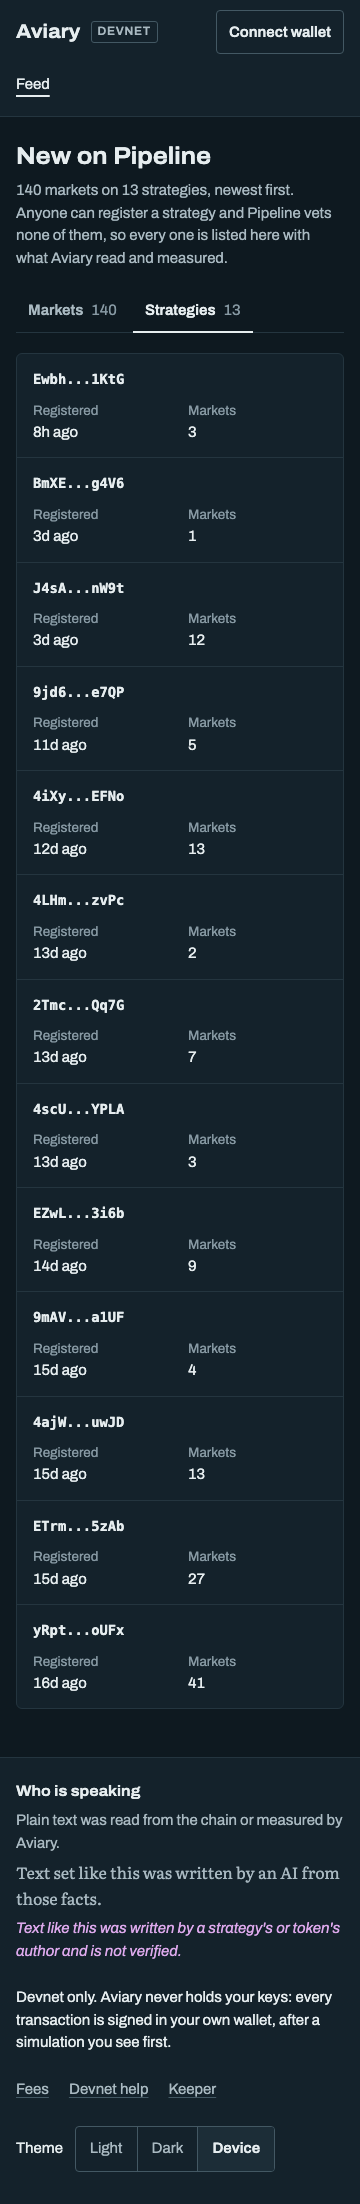 Aviary DEVNET Connect wallet
Feed
New on Pipeline
140 markets on 13 strategies, newest first.
Anyone can register a strategy and Pipeline vets
none of them, so every one is listed here with
what Aviary read and measured.
Markets 140 Strategies 13
Ewbh...1KtG
Registered Markets
8h ago 3
BmXE...g4V6
Registered Markets
3d ago 1
J4sA...nW9t
Registered Markets
3d ago 12
9jd6...e7QP
Registered Markets
11d ago 5
4iXy...EFNo
Registered Markets
12d ago 13
4LHm...zvPc
Registered Markets
13d ago 2
2Tmc...Qq7G
Registered Markets
13d ago 7
4scU...YPLA
Registered Markets
13d ago 3
EZwL...3i6b
Registered Markets
14d ago 9
9mAV...a1UF
Registered Markets
15d ago 4
4ajW...uwJD
Registered Markets
15d ago 13
ETrm...5zAb
Registered Markets
15d ago 27
yRpt...oUFx
Registered Markets
16d ago 41
Who is speaking
Plain text was read from the chain or measured by
Aviary.
Text set like this was written by an AI from
those facts.
Text like this was written by a strategy's or token's
author and is not verified.
Devnet only. Aviary never holds your keys: every
transaction is signed in your own wallet, after a
simulation you see first.
Fees Devnet help Keeper
Theme Light Dark Device